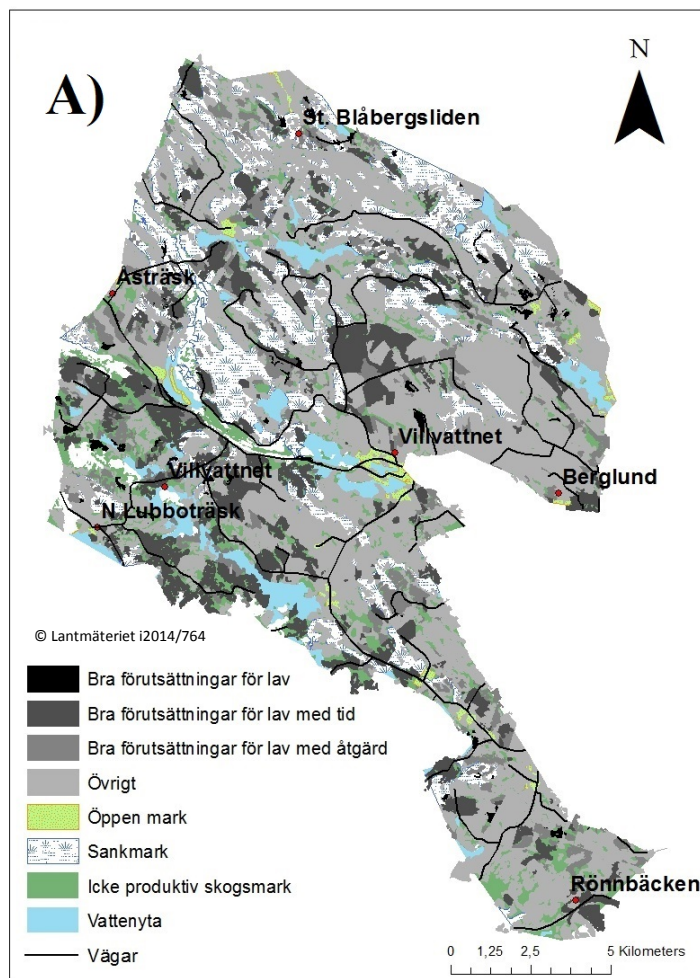 A)
N
St. Blåbergsliden
Åsträsk
Villvattnet
Villvattnet
Berglund
N Lubboträsk
© Lantmäteriet i2014/764
Bra förutsättningar för lav
Bra förutsättningar för lav med tid
Bra förutsättningar för lav med åtgärd
Övrigt
Öppen mark
Sankmark
Icke produktiv skogsmark
Vattenyta
Vägar
Rönnbäcken
0 1,25 2,5 5 Kilometers